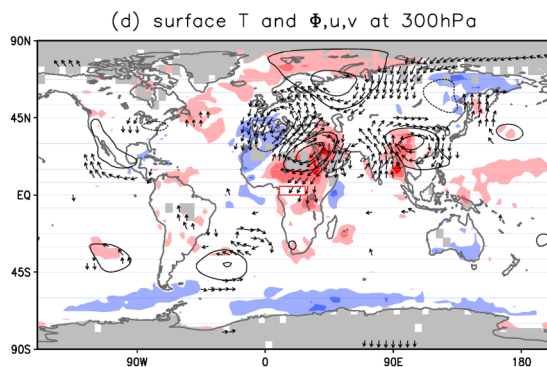 (d) surface T and Φ,u,v at 300hPa
90N
45N
EQ
45S
90S
90W
0
90E
180